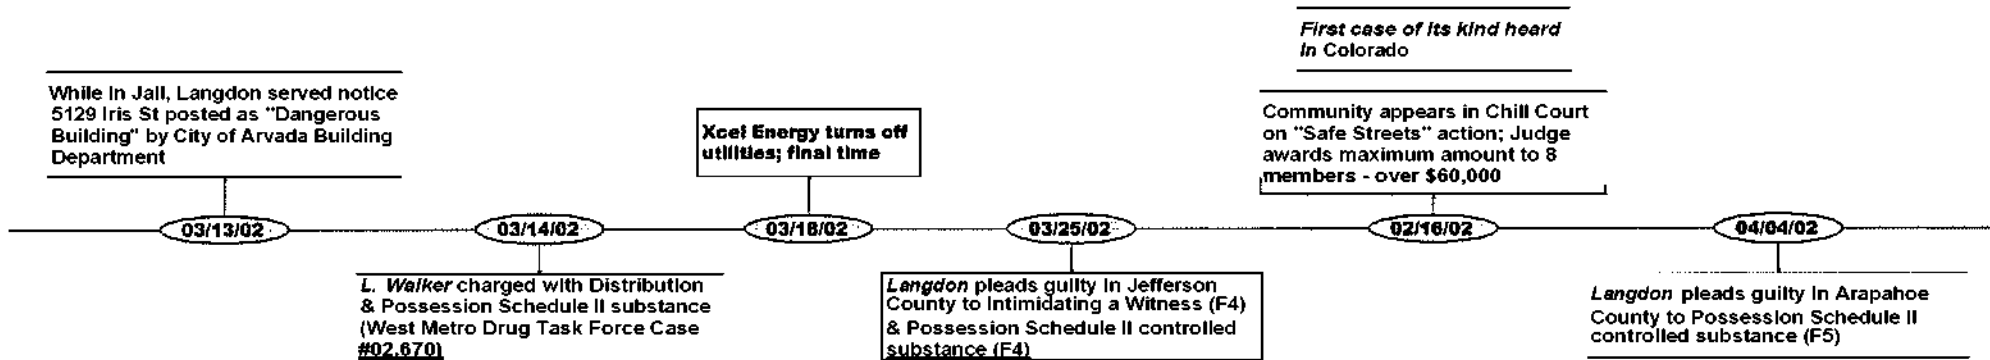 First case of its kind heard
in Colorado
While in Jail, Langdon served notice
5129 Iris St posted as "Dangerous
Building" by City of Arvada Building
Department
Xcel Energy turns off
utilities; final time
Community appears in Chill Court
on "Safe Streets" action; Judge
awards maximum amount to 8
members - over $60,000
03/13/02
03/14/02
03/18/02
03/25/02
02/16/02
04/04/02
L. Walker charged with Distribution
& Possession Schedule II substance
(West Metro Drug Task Force Case
#02.670)
Langdon pleads guilty in Jefferson
County to Intimidating a Witness (F4)
& Possession Schedule II controlled
substance (F4)
Langdon pleads guilty in Arapahoe
County to Possession Schedule II
controlled substance (F5)